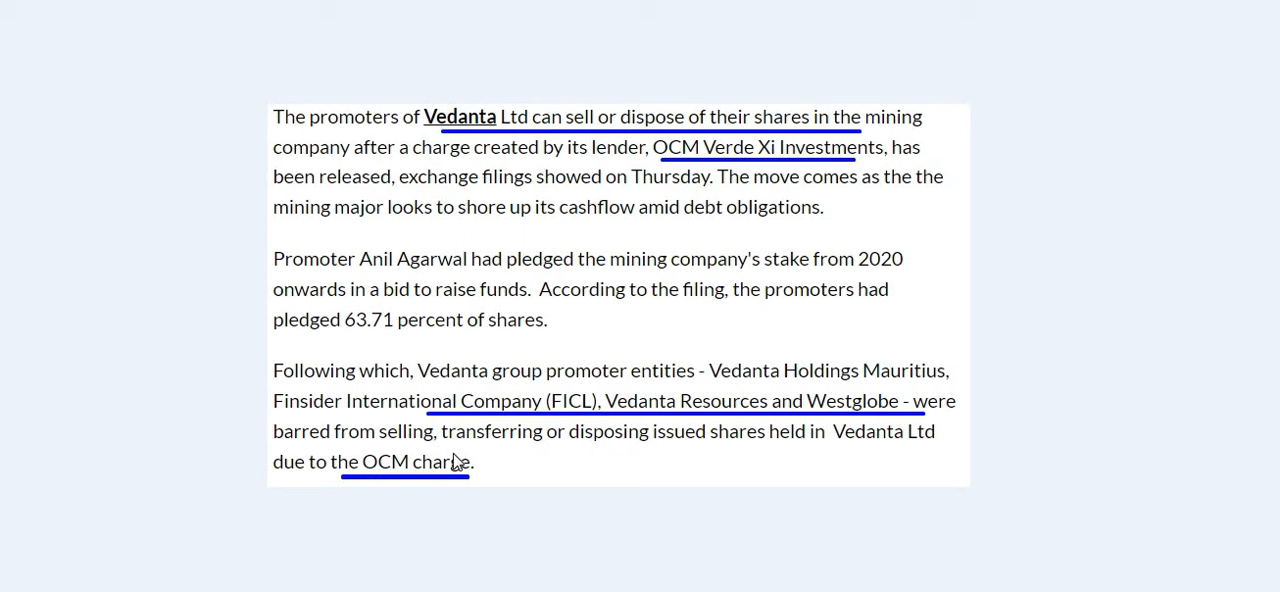 The promoters of Vedanta Ltd can sell or dispose of their shares in the mining
company after a charge created by its lender, OCM Verde Xi Investments, has
been released, exchange filings showed on Thursday. The move comes as the the
mining major looks to shore up its cashflow amid debt obligations.
Promoter Anil Agarwal had pledged the mining company's stake from 2020
onwards in a bid to raise funds. According to the filing, the promoters had
pledged 63.71 percent of shares.
Following which, Vedanta group promoter entities - Vedanta Holdings Mauritius,
Finsider International Company (FICL), Vedanta Resources and Westglobe - were
barred from selling, transferring or disposing issued shares held in Vedanta Ltd
due to the OCM charge.